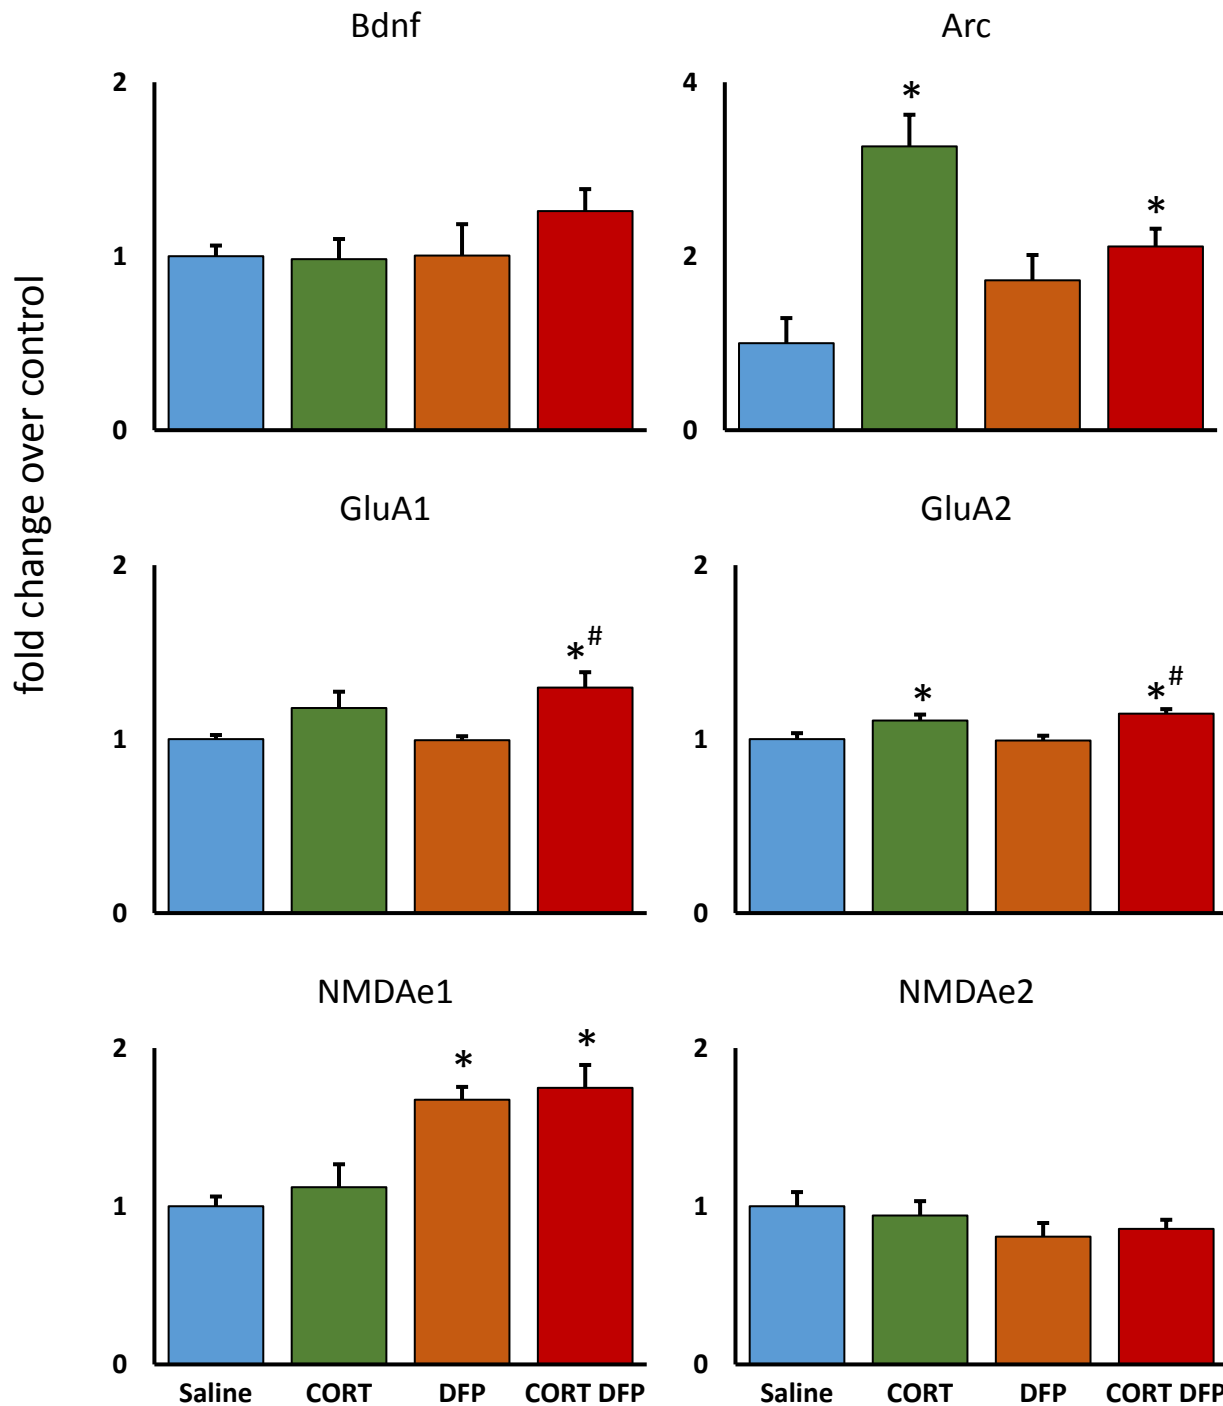 Bdnf
Arc
fold change over control
2
1
0
4
2
0
*
*
GluA1
GluA2
2
1
0
*#
2
1
0
*
*#
NMDAe1
NMDAe2
2
1
0
*
*
2
1
0
Saline CORT DFP CORT DFP
Saline CORT DFP CORT DFP